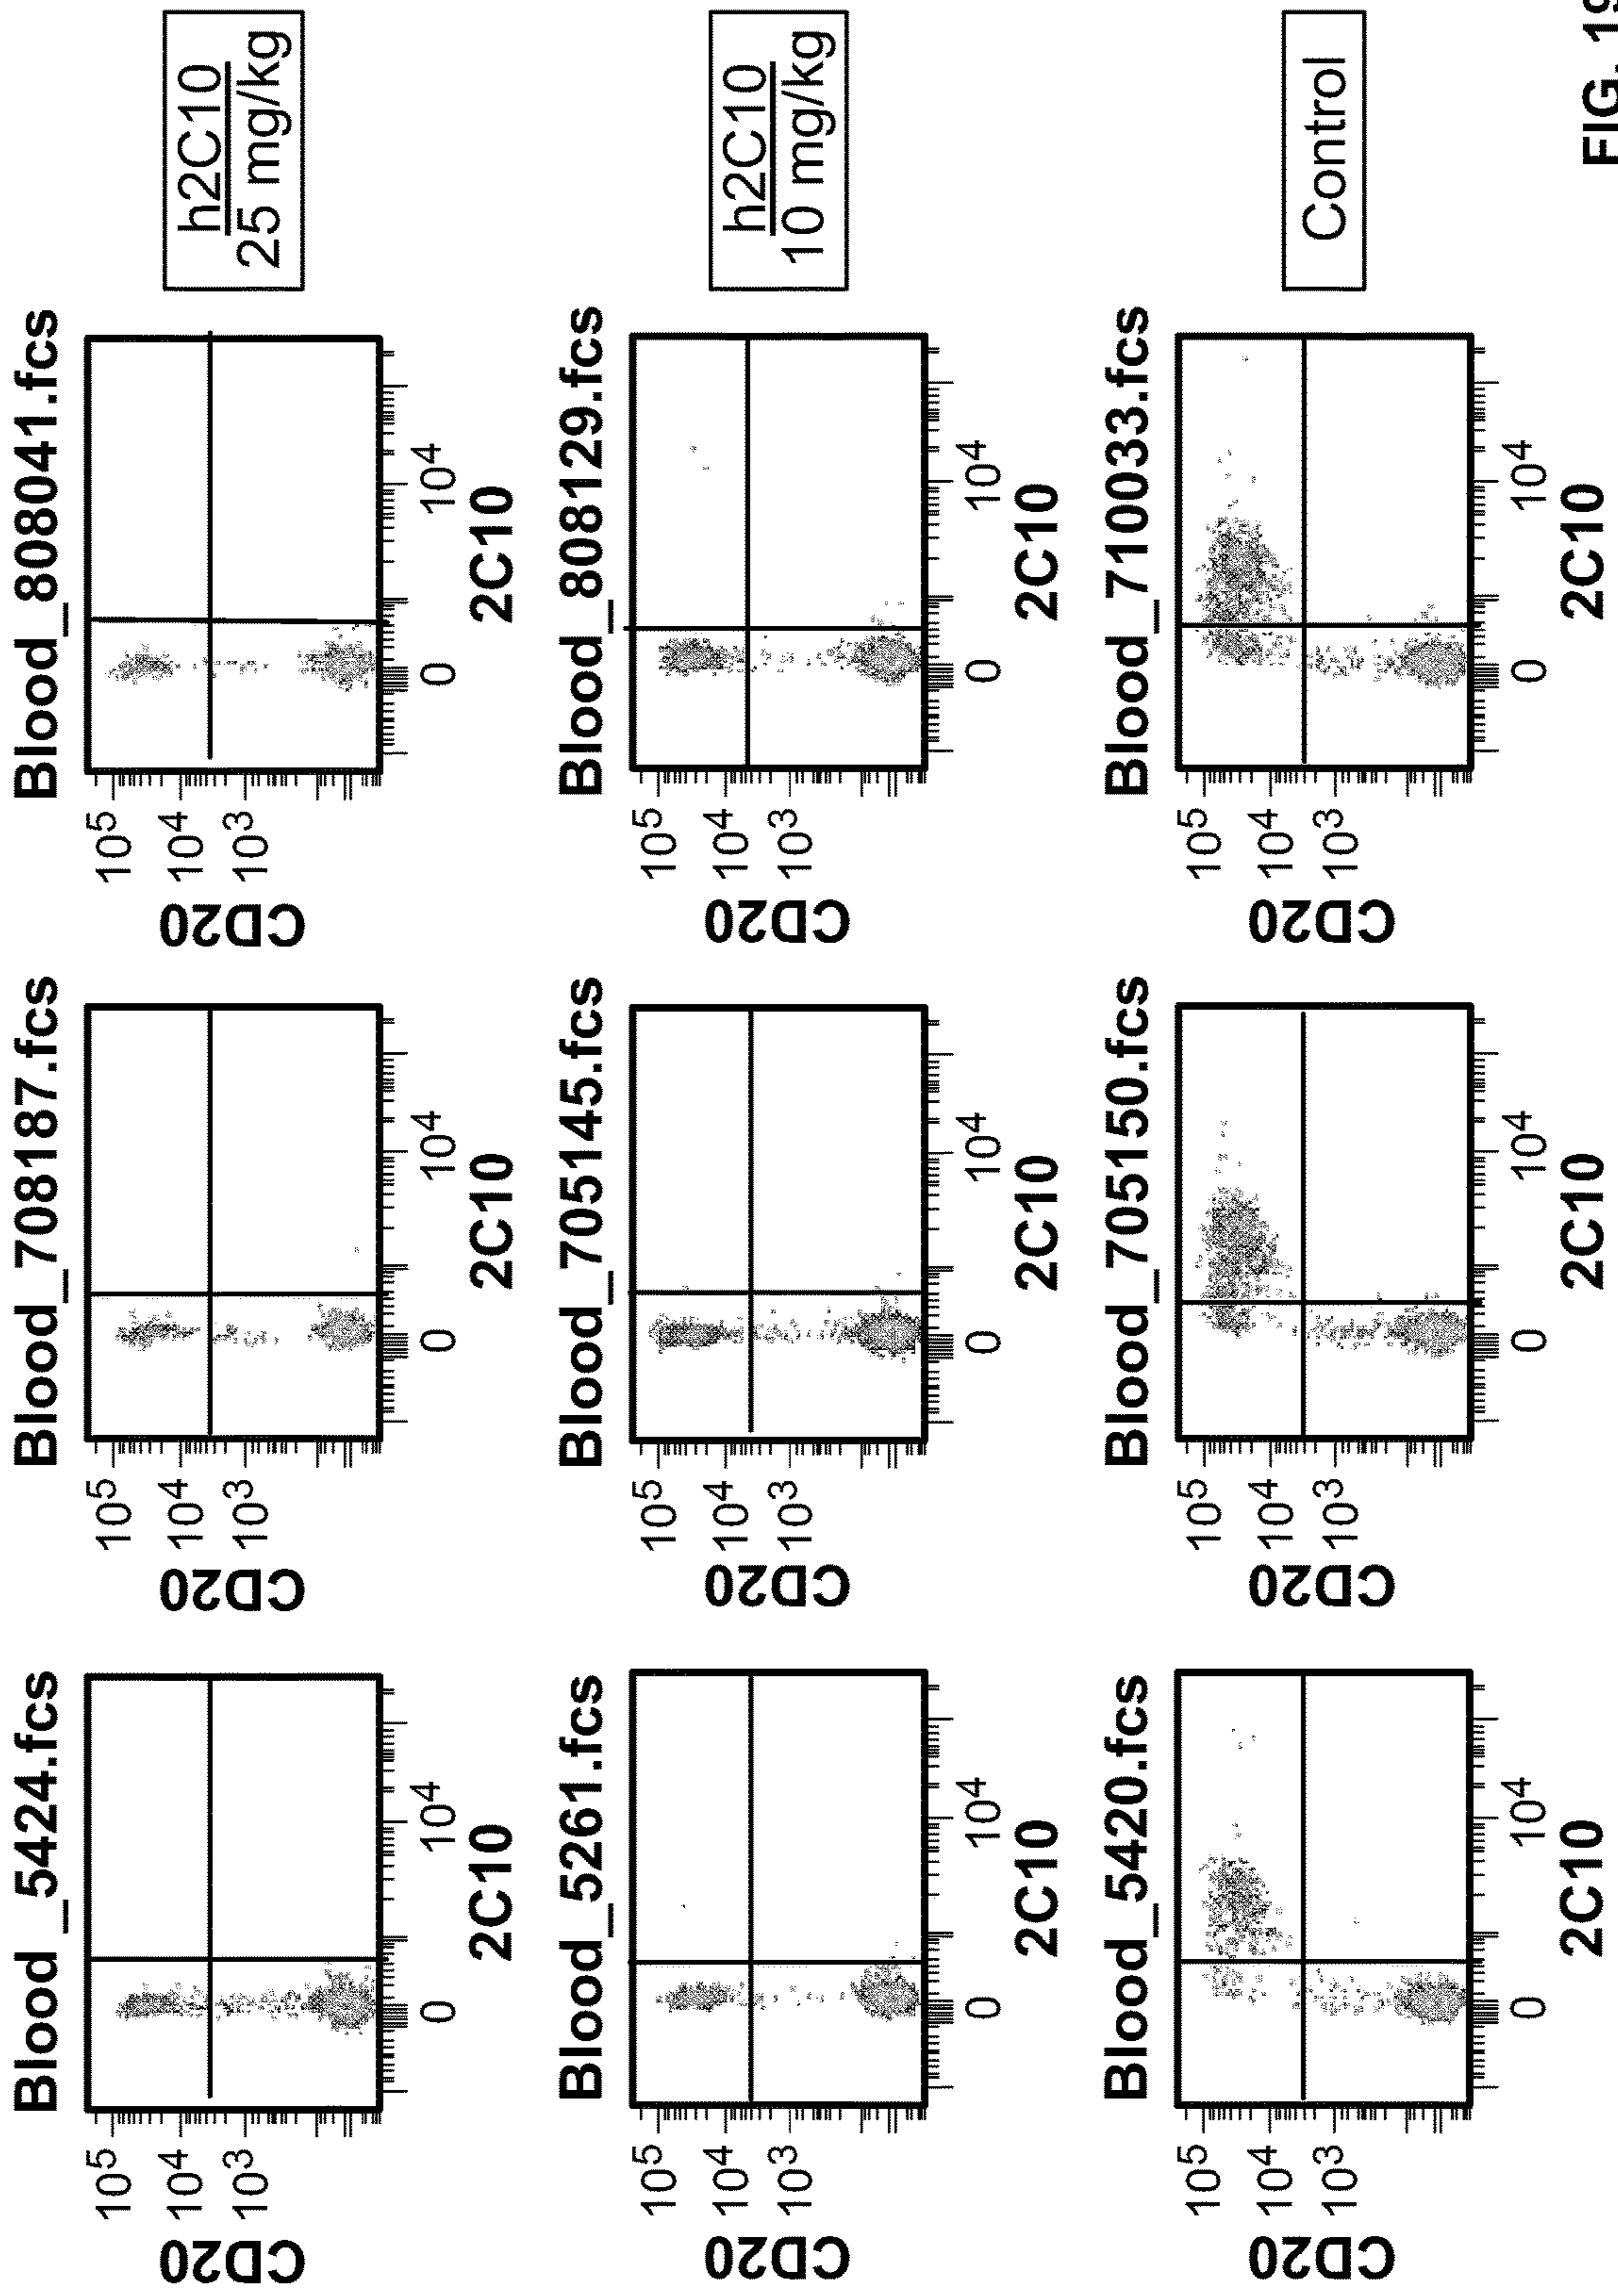 Blood _5424.fcs
10⁵
10⁴
10³
CD20
0
10⁴
2C10
Blood_708187.fcs
10⁵
10⁴
10³
CD20
0
10⁴
2C10
Blood_808041.fcs
10⁵
10⁴
10³
CD20
0
10⁴
2C10
h2C10
25 mg/kg
Blood_5261.fcs
10⁵
10⁴
10³
CD20
0
10⁴
2C10
Blood_705145.fcs
10⁵
10⁴
10³
CD20
0
10⁴
2C10
Blood_808129.fcs
10⁵
10⁴
10³
CD20
0
10⁴
2C10
h2C10
10 mg/kg
Blood_5420.fcs
10⁵
10⁴
10³
CD20
0
10⁴
2C10
Blood_705150.fcs
10⁵
10⁴
10³
CD20
0
10⁴
2C10
Blood_710033.fcs
10⁵
10⁴
10³
CD20
0
10⁴
2C10
Control
FIG. 19